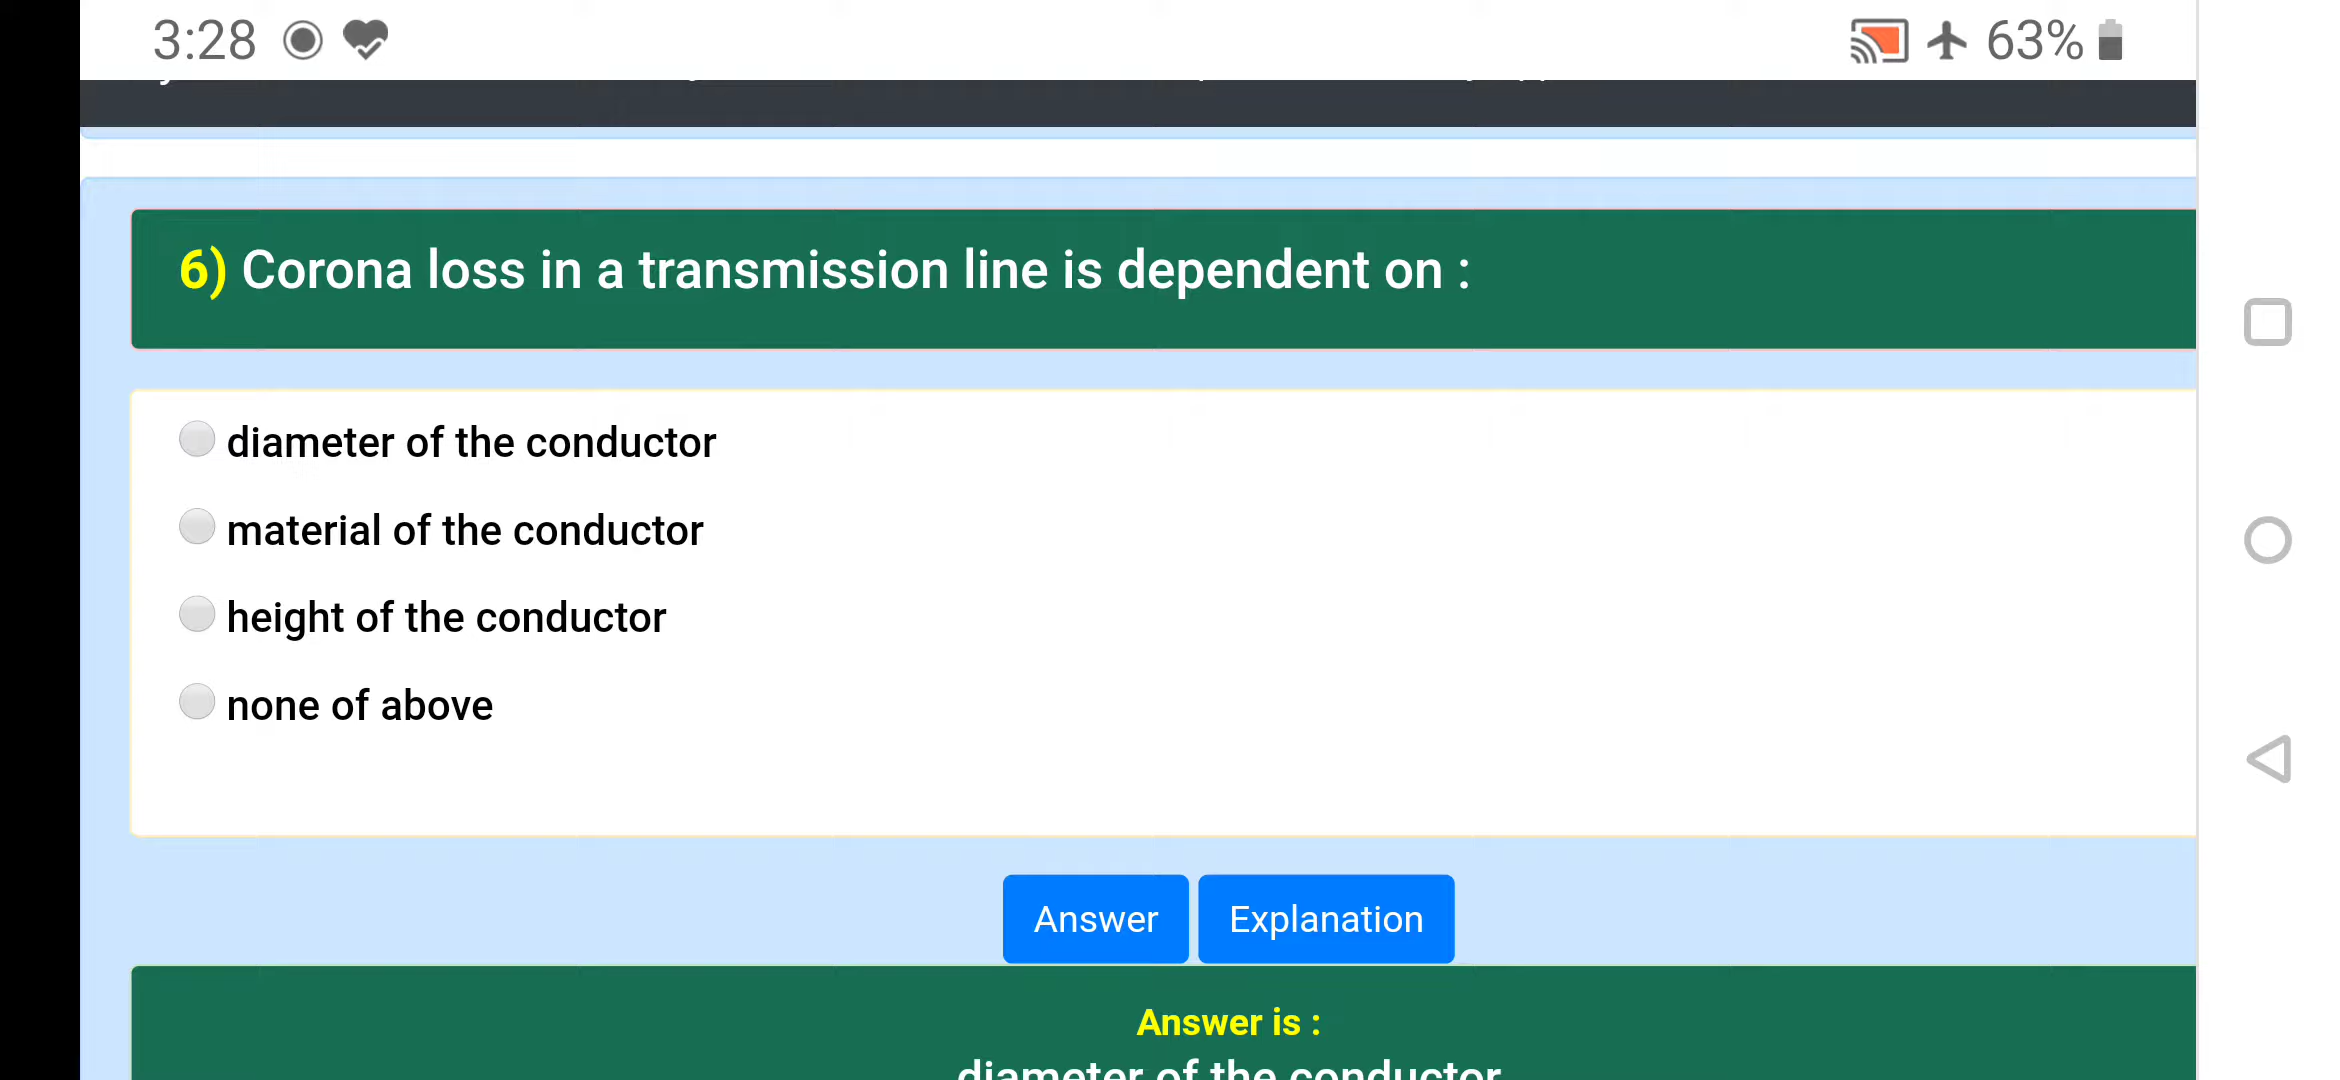 3:28 63%
6) Corona loss in a transmission line is dependent on :
diameter of the conductor
material of the conductor
height of the conductor
none of above
Answer Explanation
Answer is :
diameter of the conductor